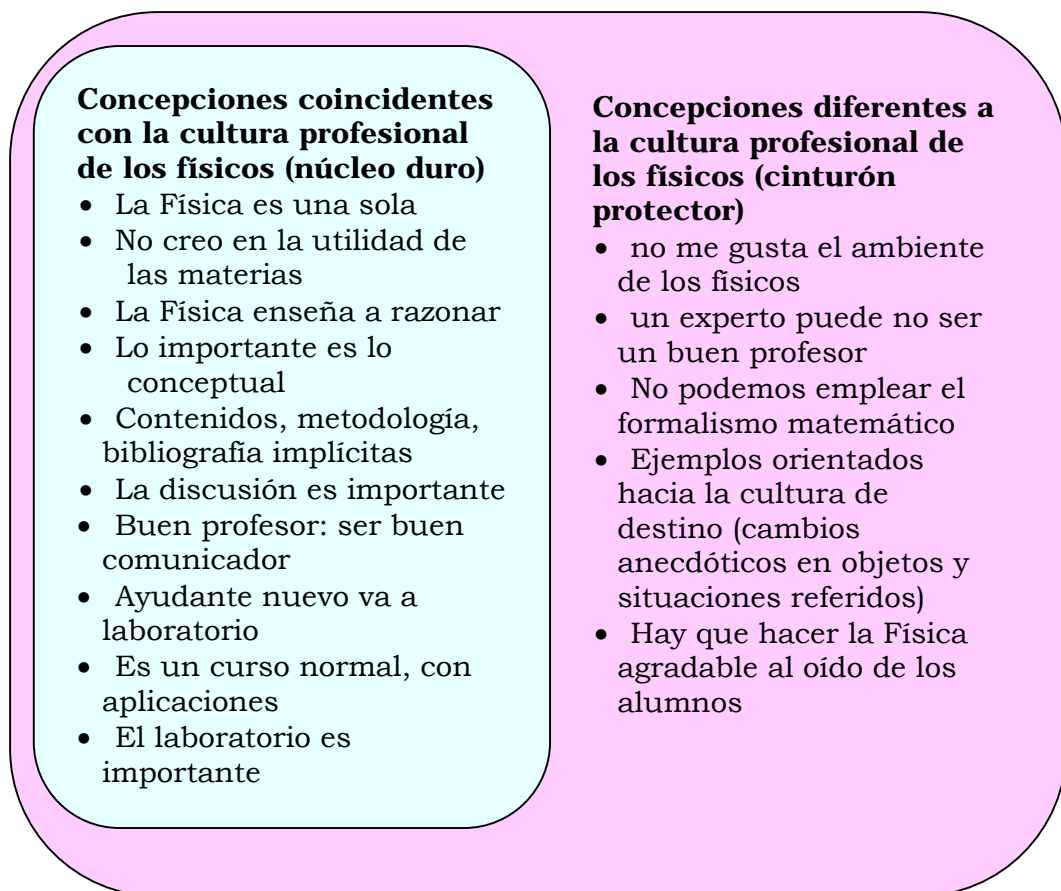 Concepciones coincidentes
con la cultura profesional
de los físicos (núcleo duro)
• La Física es una sola
• No creo en la utilidad de
las materias
• La Física enseña a razonar
• Lo importante es lo
conceptual
• Contenidos, metodología,
bibliografía implícitas
• La discusión es importante
• Buen profesor: ser buen
comunicador
• Ayudante nuevo va a
laboratorio
• Es un curso normal, con
aplicaciones
• El laboratorio es
importante
Concepciones diferentes a
la cultura profesional de
los físicos (cinturón
protector)
• no me gusta el ambiente
de los físicos
• un experto puede no ser
un buen profesor
• No podemos emplear el
formalismo matemático
• Ejemplos orientados
hacia la cultura de
destino (cambios
anecdóticos en objetos y
situaciones referidos)
• Hay que hacer la Física
agradable al oído de los
alumnos